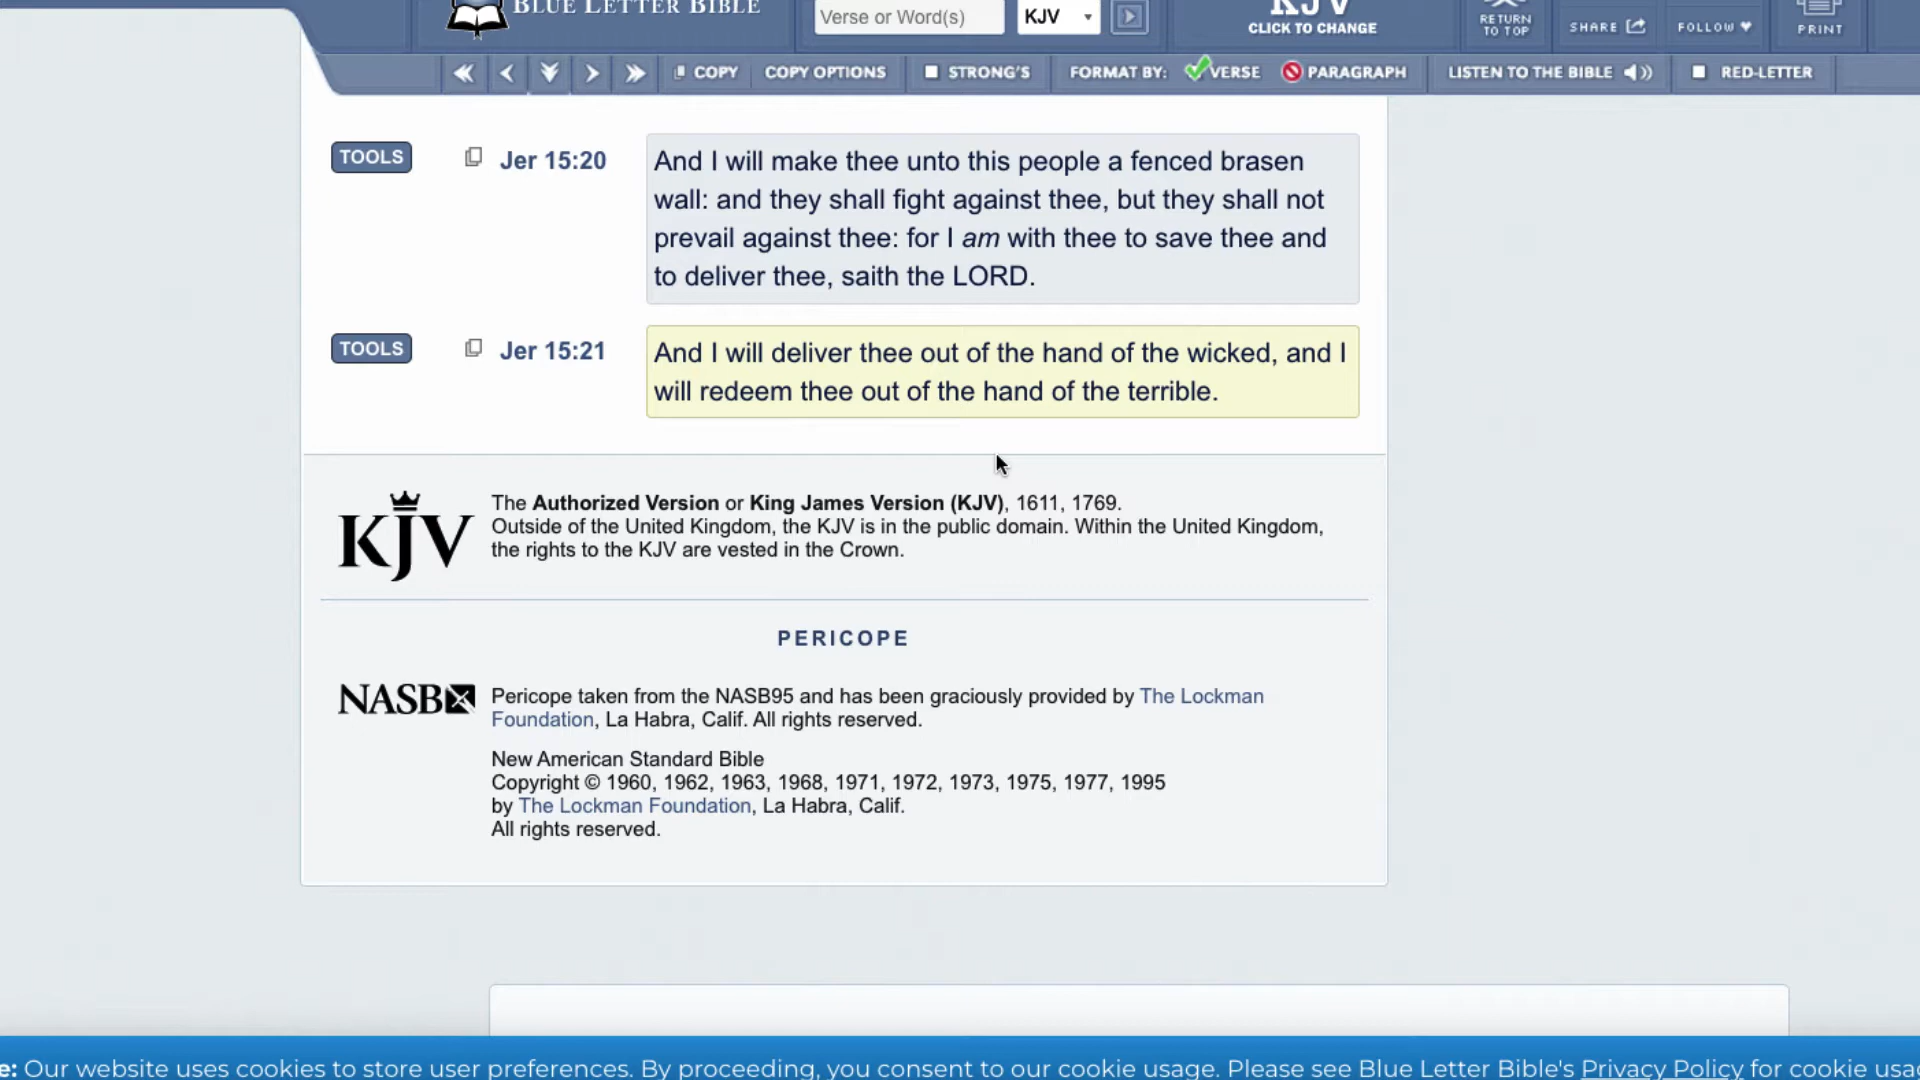 BLUE LETTER BIBLE
Verse or Word(s)
KJV
KJV
CLICK TO CHANGE
RETURN
TO TOP
SHARE
FOLLOW
PRINT
COPY
COPY OPTIONS
STRONG'S
FORMAT BY:
VERSE
PARAGRAPH
LISTEN TO THE BIBLE
RED-LETTER
TOOLS
Jer 15:20
And I will make thee unto this people a fenced brasen
wall: and they shall fight against thee, but they shall not
prevail against thee: for I am with thee to save thee and
to deliver thee, saith the LORD.
TOOLS
Jer 15:21
And I will deliver thee out of the hand of the wicked, and I
will redeem thee out of the hand of the terrible.
KJV
The Authorized Version or King James Version (KJV), 1611, 1769.
Outside of the United Kingdom, the KJV is in the public domain. Within the United Kingdom,
the rights to the KJV are vested in the Crown.
PERICOPE
NASB
Pericope taken from the NASB95 and has been graciously provided by The Lockman
Foundation, La Habra, Calif. All rights reserved.
New American Standard Bible
Copyright © 1960, 1962, 1963, 1968, 1971, 1972, 1973, 1975, 1977, 1995
by The Lockman Foundation, La Habra, Calif.
All rights reserved.
e: Our website uses cookies to store user preferences. By proceeding, you consent to our cookie usage. Please see Blue Letter Bible's Privacy Policy for cookie usa